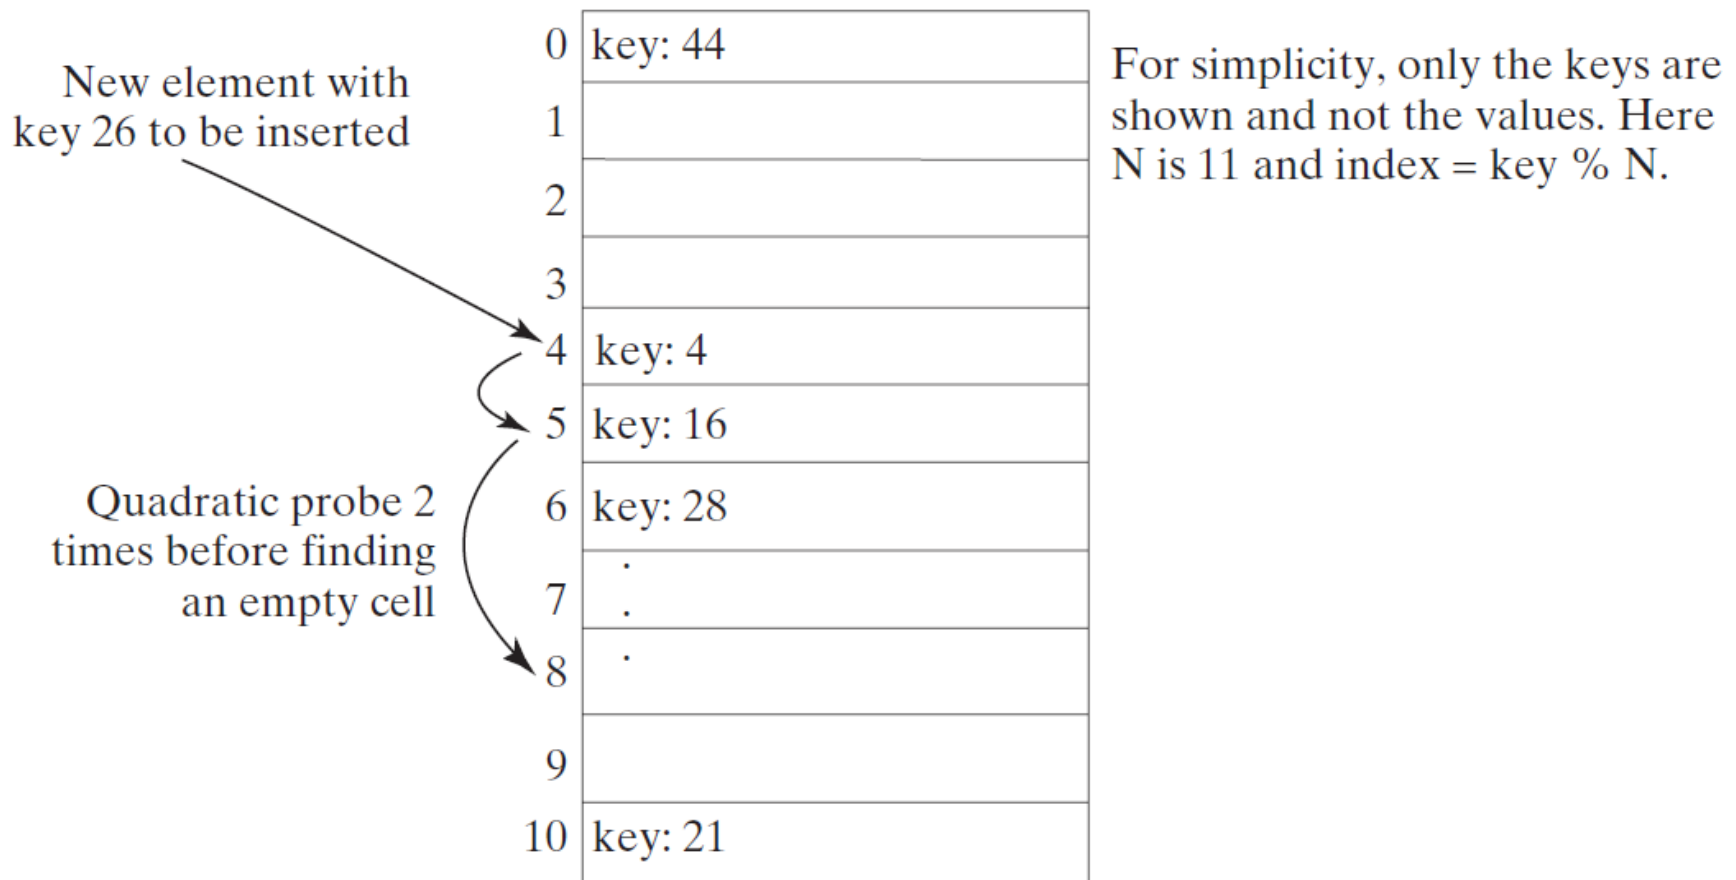 New element with
key 26 to be inserted
Quadratic probe 2
times before finding
an empty cell
0 key: 44
1
2
3
4 key: 4
5 key: 16
6 key: 28
7 .
.
8 .
9
10 key: 21
For simplicity, only the keys are
shown and not the values. Here
N is 11 and index = key % N.